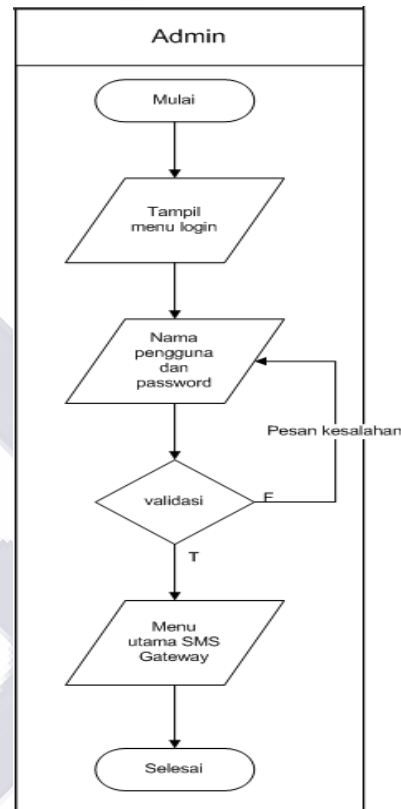 Admin
Mulai
Tampil
menu login
Nama
pengguna
dan
password
Pesan kesalahan
validasi
F
T
Menu
utama SMS
Gateway
Selesai